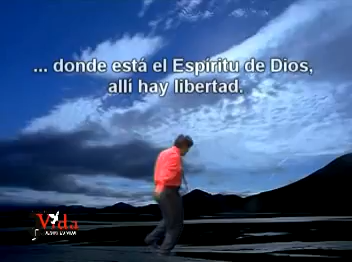 ... donde está el Espíritu de Dios,
allí hay libertad.
Vida